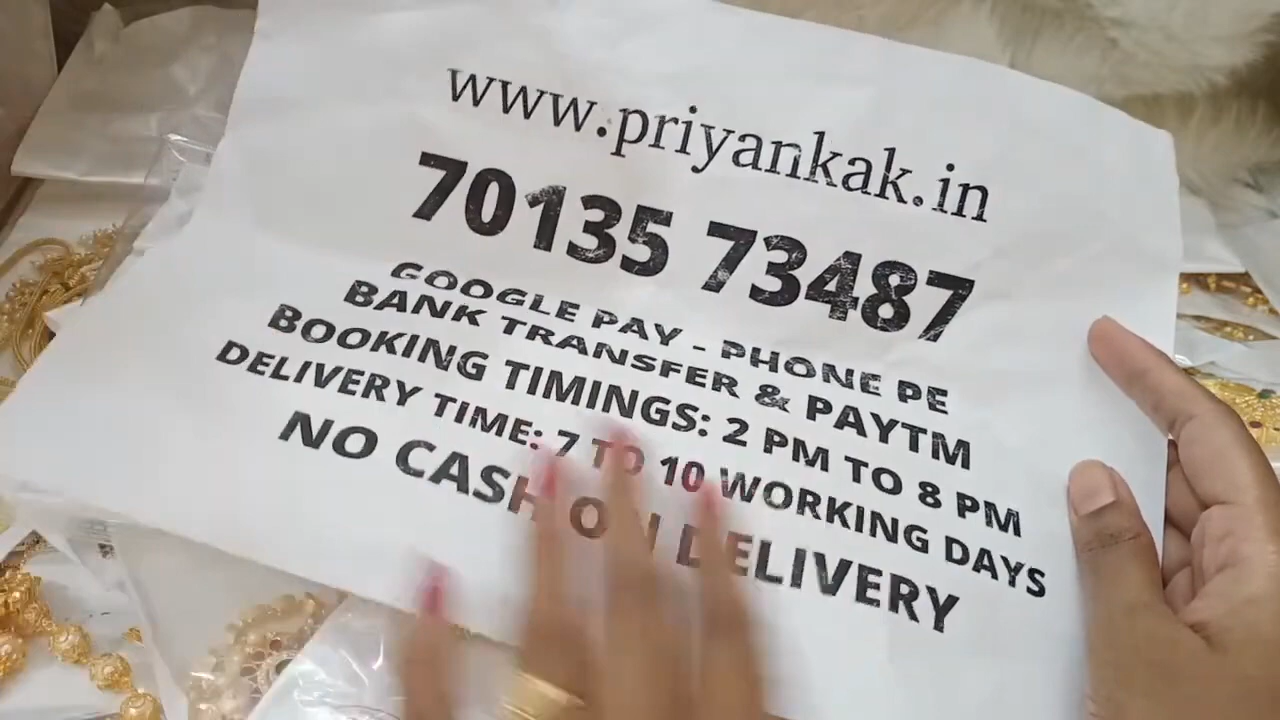 www.priyankak.in
70135 73487
GOOGLE PAY - PHONE PE
BANK TRANSFER & PAYTM
BOOKING TIMINGS: 2 PM TO 8 PM
DELIVERY TIME: 7 TO 10 WORKING DAYS
NO CASH ON DELIVERY